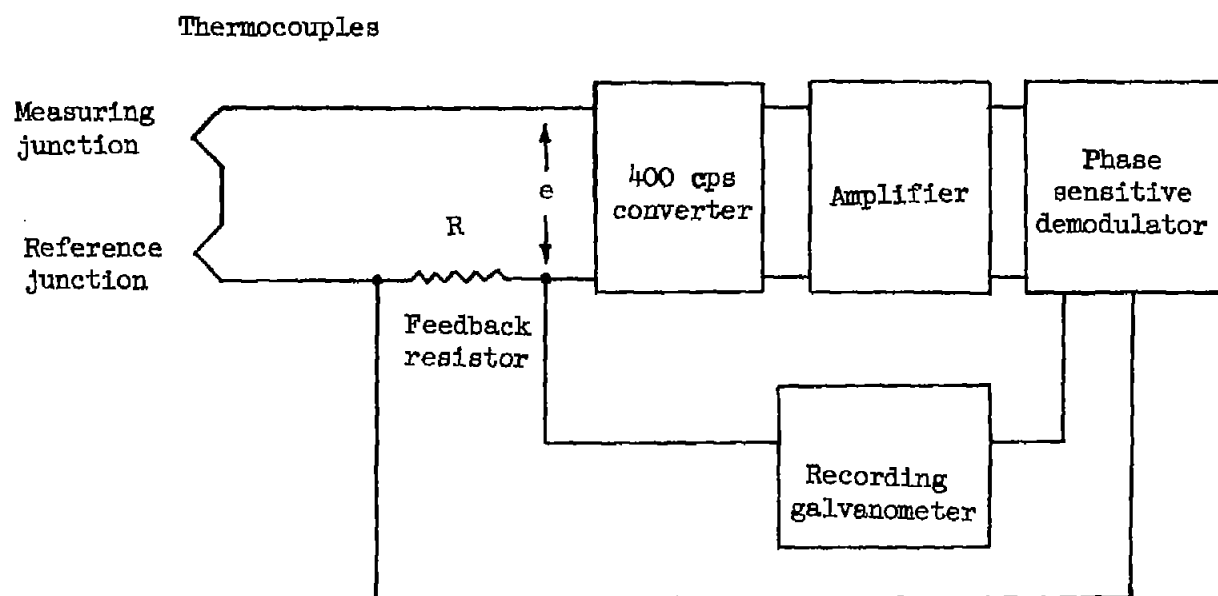 Thermocouples
Measuring
junction
Reference
junction
R
Feedback
resistor
e
400 cps
converter
Amplifier
Phase
sensitive
demodulator
Recording
galvanometer